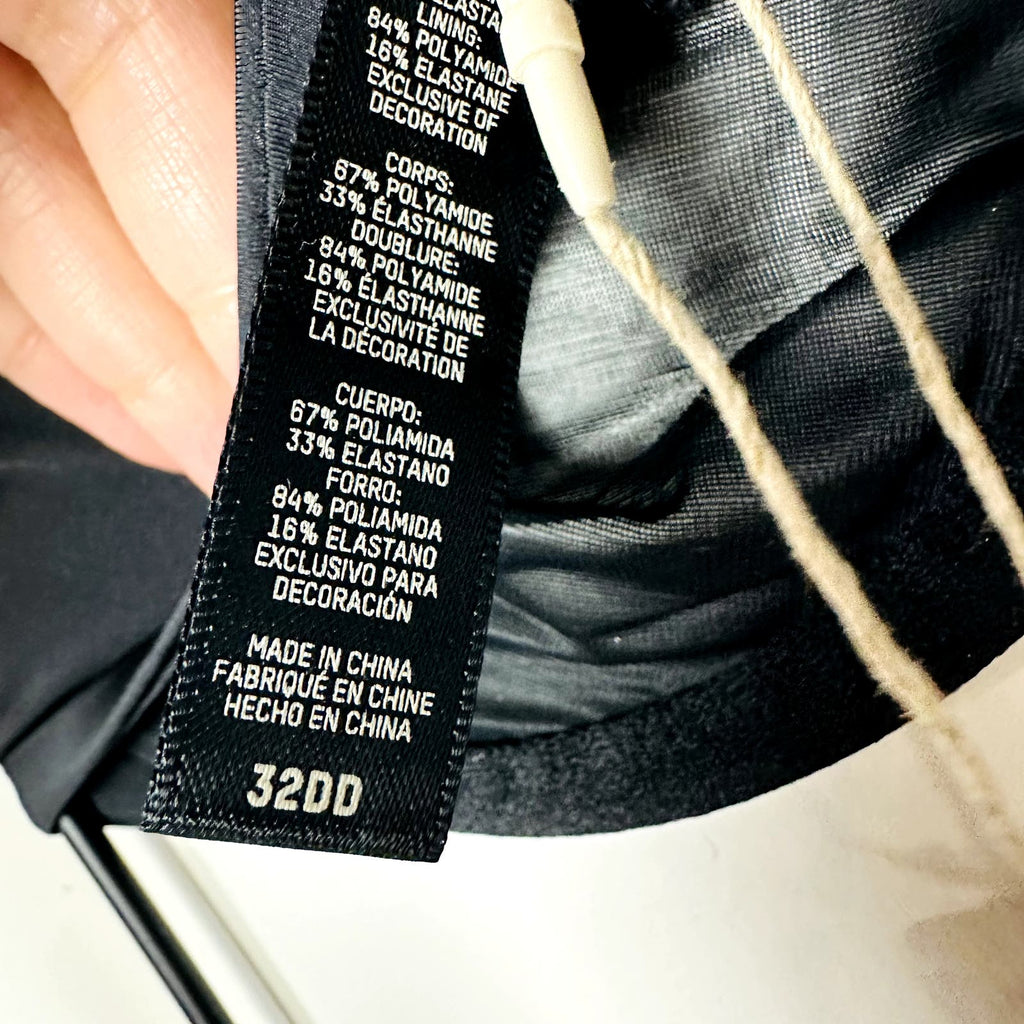 LINING:
84% POLYAMIDE
16% ELASTANE
EXCLUSIVE OF
DECORATION
CORPS:
67% POLYAMIDE
33% ÉLASTHANNE
DOUBLURE:
84% POLYAMIDE
16% ÉLASTHANNE
EXCLUSIVITÉ DE
LA DÉCORATION
CUERPO:
67% POLIAMIDA
33% ELASTANO
FORRO:
84% POLIAMIDA
16% ELASTANO
EXCLUSIVO PARA
DECORACIÓN
MADE IN CHINA
FABRIQUÉ EN CHINE
HECHO EN CHINA
32DD